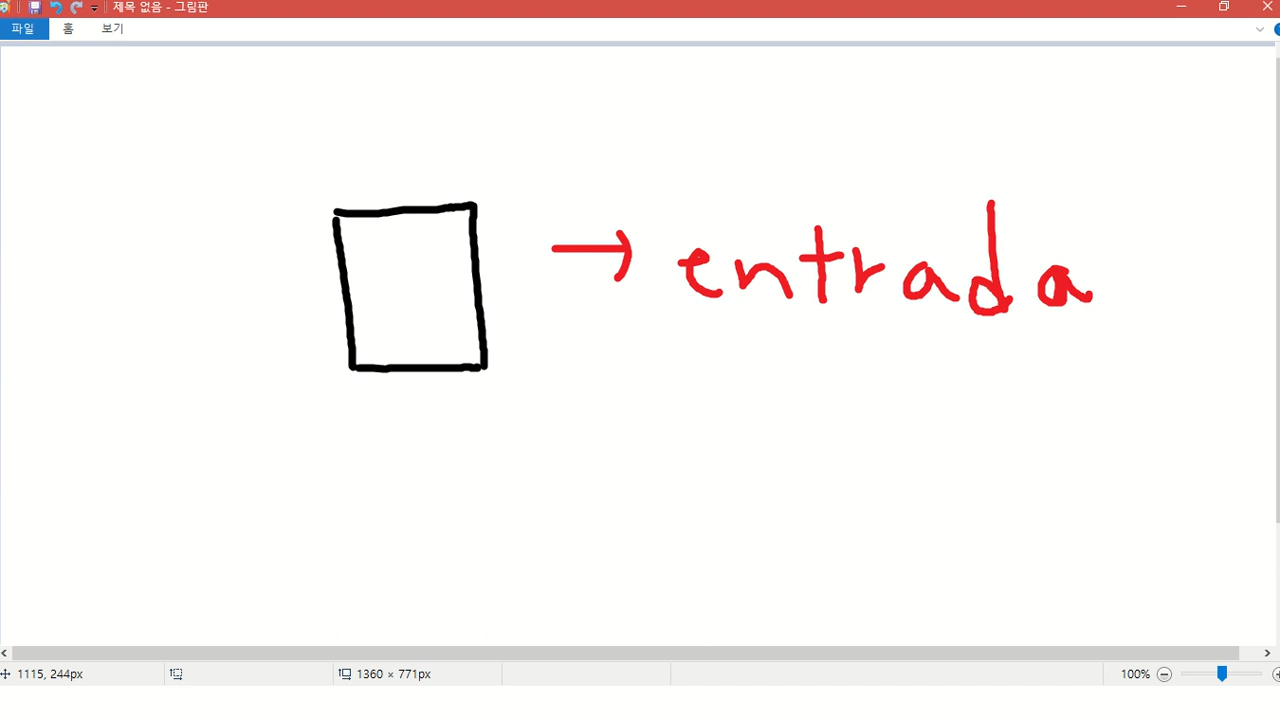 제목 없음 - 그림판
파일 홈 보기
→ entrada
1115, 244px 1360 × 771px 100%